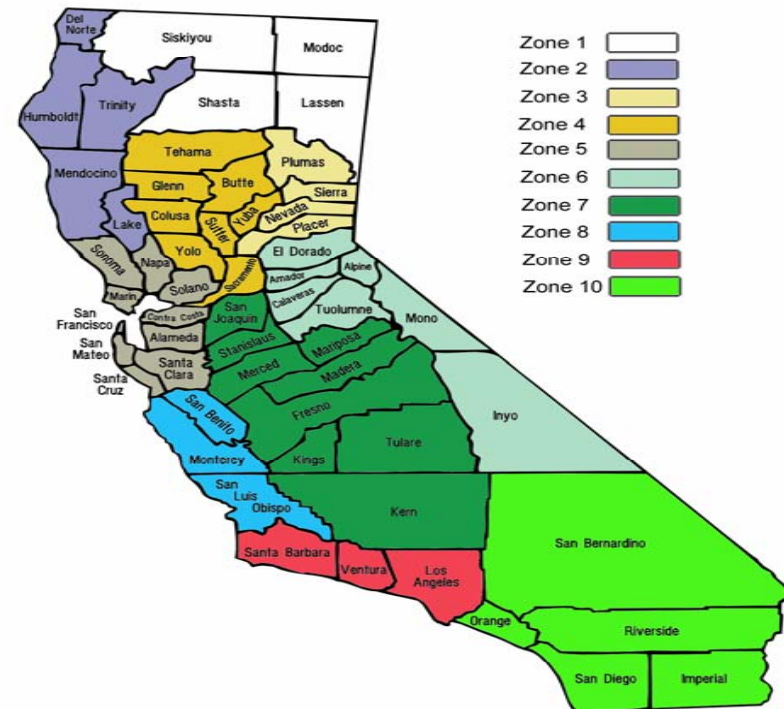 Del
Norte
Siskiyou
Modoc
Zone 1
Zone 2
Zone 3
Zone 4
Zone 5
Zone 6
Zone 7
Zone 8
Zone 9
Zone 10
Humboldt
Trinity
Shasta
Lassen
Mendocino
Tehama
Plumas
Glenn
Butte
Sierra
Lake
Colusa
Sutter
Yuba
Nevada
Placer
Sonoma
Napa
Yolo
Sacramento
El Dorado
Marin
Solano
Amador
Alpine
San
Francisco
Contra Costa
San
Joaquin
Calaveras
Tuolumne
Mono
San
Mateo
Alameda
Stanislaus
Mariposa
Santa
Cruz
Santa
Clara
Merced
Madera
San Benito
Fresno
Inyo
Monterey
Kings
Tulare
San
Luis
Obispo
Kern
San Bernardino
Santa Barbara
Ventura
Los
Angeles
Orange
Riverside
San Diego
Imperial